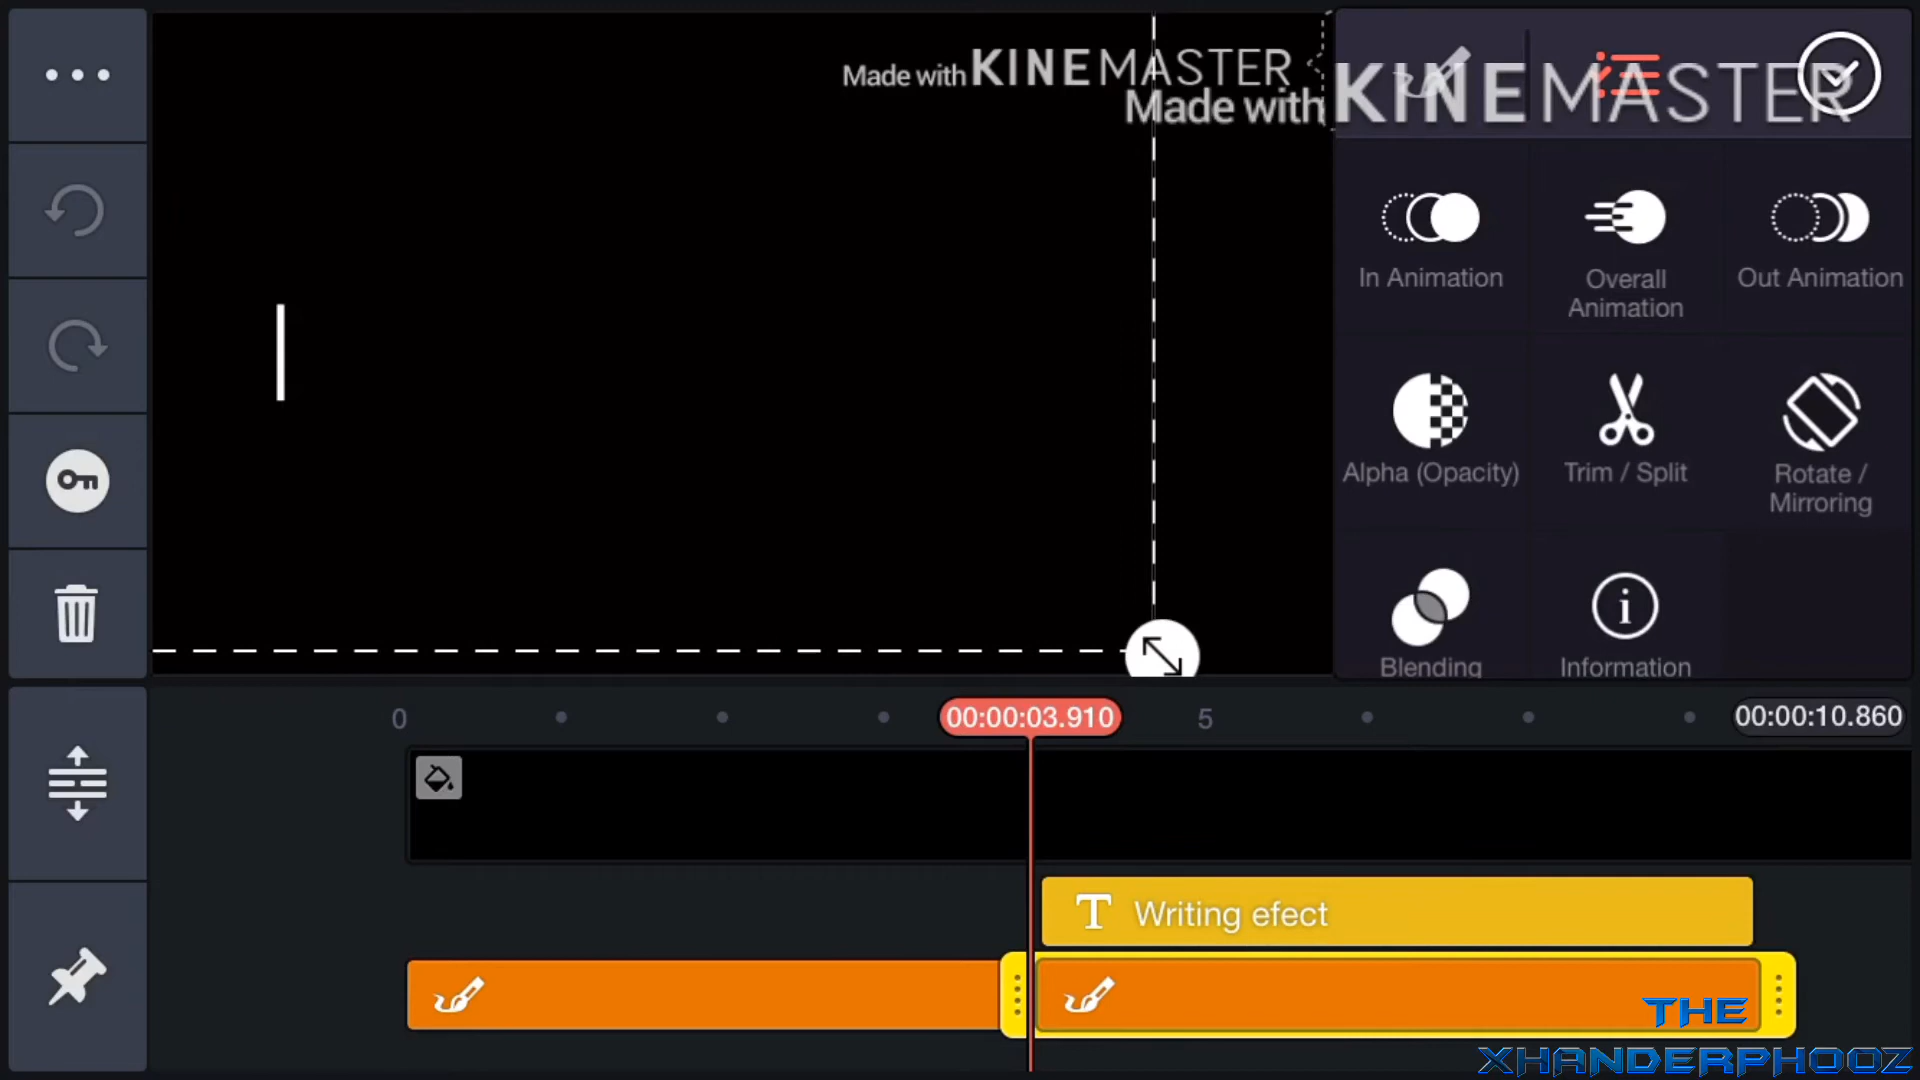 Made with KINEMASTER
Made with KINEMASTER
In Animation
Overall
Animation
Out Animation
Alpha (Opacity)
Trim / Split
Rotate /
Mirroring
Blending
Information
0
00:00:03.910
5
00:00:10.860
T Writing efect
THE
XHANDERPHOOZ